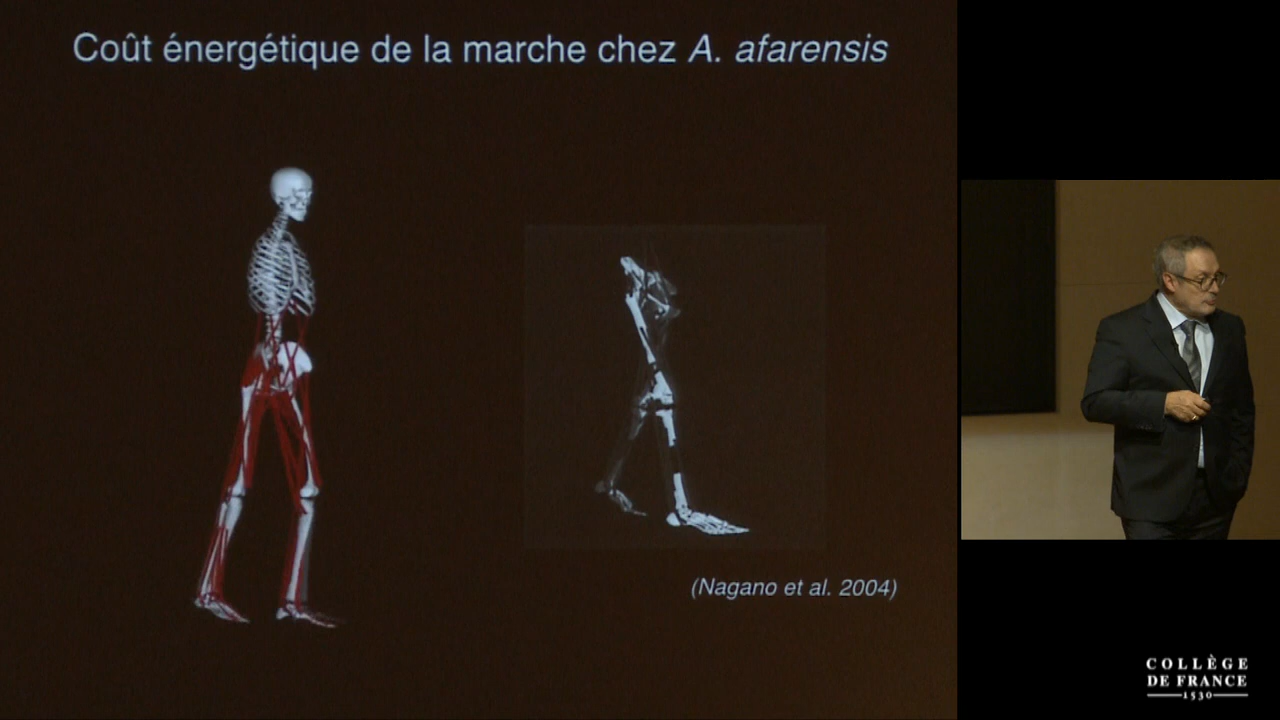 Coût énergétique de la marche chez A. afarensis
(Nagano et al. 2004)
COLLÈGE
DE FRANCE
1530